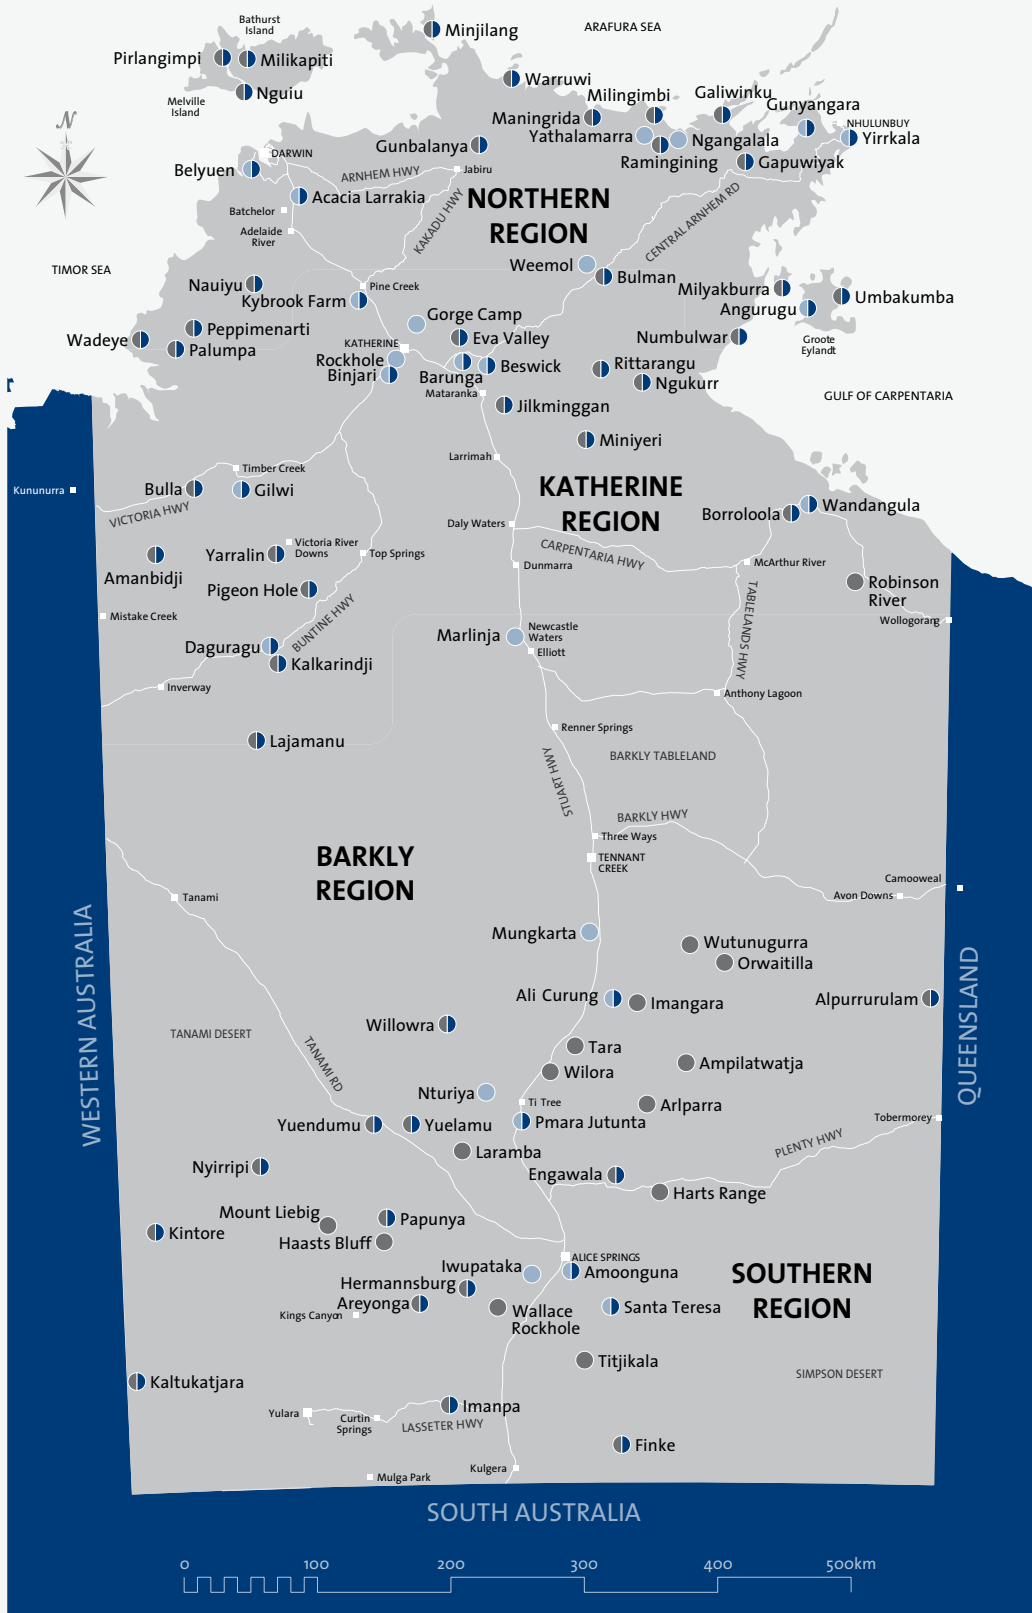 Bathurst
Island
Minjilang
ARAFURA SEA
Pirlangimpi
Milikapiti
Warruwi
Nguiu
Melville
Island
Milingimbi
Galiwinku
Gunyangara
Maningrida
NHULUNBUY
Yathalamarra
Ngangalala
Yirrkala
N
Gunbalanya
Ramingining
Gapuwiyak
DARWIN
Belyuen
ARNHEM HWY
Jabiru
Acacia Larrakia
NORTHERN
REGION
Batchelor
KAKADU HWY
CENTRAL ARNHEM RD
Adelaide
River
TIMOR SEA
Weemol
Bulman
Nauiyu
Pine Creek
Milyakburra
Umbakumba
Kybrook Farm
Angurugu
Gorge Camp
Peppimenarti
Wadeye
Eva Valley
Numbulwar
Groote
Eylandt
Palumpa
KATHERINE
Rockhole
Binjari
Barunga
Beswick
Rittarangu
Ngukurr
Mataranka
GULF OF CARPENTARIA
Jilkminggan
Miniyeri
Larrimah
Timber Creek
Kununurra
Bulla
Gilwi
KATHERINE
REGION
VICTORIA HWY
Borroloola
Wandangula
Daly Waters
Yarralin
Victoria River
Downs
Top Springs
CARPENTARIA HWY
Amanbidji
Dunmarra
McArthur River
Pigeon Hole
Robinson
River
Mistake Creek
BUNTINE HWY
TABLELANDS HWY
Wollogorang
Marlinja
Newcastle
Waters
Elliott
Daguragu
Kalkarindji
Inverway
Anthony Lagoon
Renner Springs
Lajamanu
BARKLY TABLELAND
STUART HWY
BARKLY HWY
Three Ways
BARKLY
REGION
TENNANT
CREEK
Camooweal
Tanami
Avon Downs
Mungkarta
Wutunugurra
Orwaitilla
WESTERN AUSTRALIA
QUEENSLAND
Ali Curung
Imangara
Alpurrurulam
Willowra
TANAMI DESERT
TANAMI RD
Tara
Wilora
Ampilatwatja
Nturiya
Ti Tree
Arlparra
Yuendumu
Yuelamu
Pmara Jutunta
Tobermorey
Laramba
PLENTY HWY
Nyirripi
Engawala
Harts Range
Mount Liebig
Papunya
Kintore
Haasts Bluff
ALICE SPRINGS
Iwupataka
Amoonguna
SOUTHERN
REGION
Hermannsburg
Areyonga
Kings Canyon
Wallace
Rockhole
Santa Teresa
Titjikala
SIMPSON DESERT
Kaltukatjara
Imanpa
Yulara
Curtin
Springs
LASSETER HWY
Finke
Mulga Park
Kulgera
SOUTH AUSTRALIA
0 100 200 300 400 500km